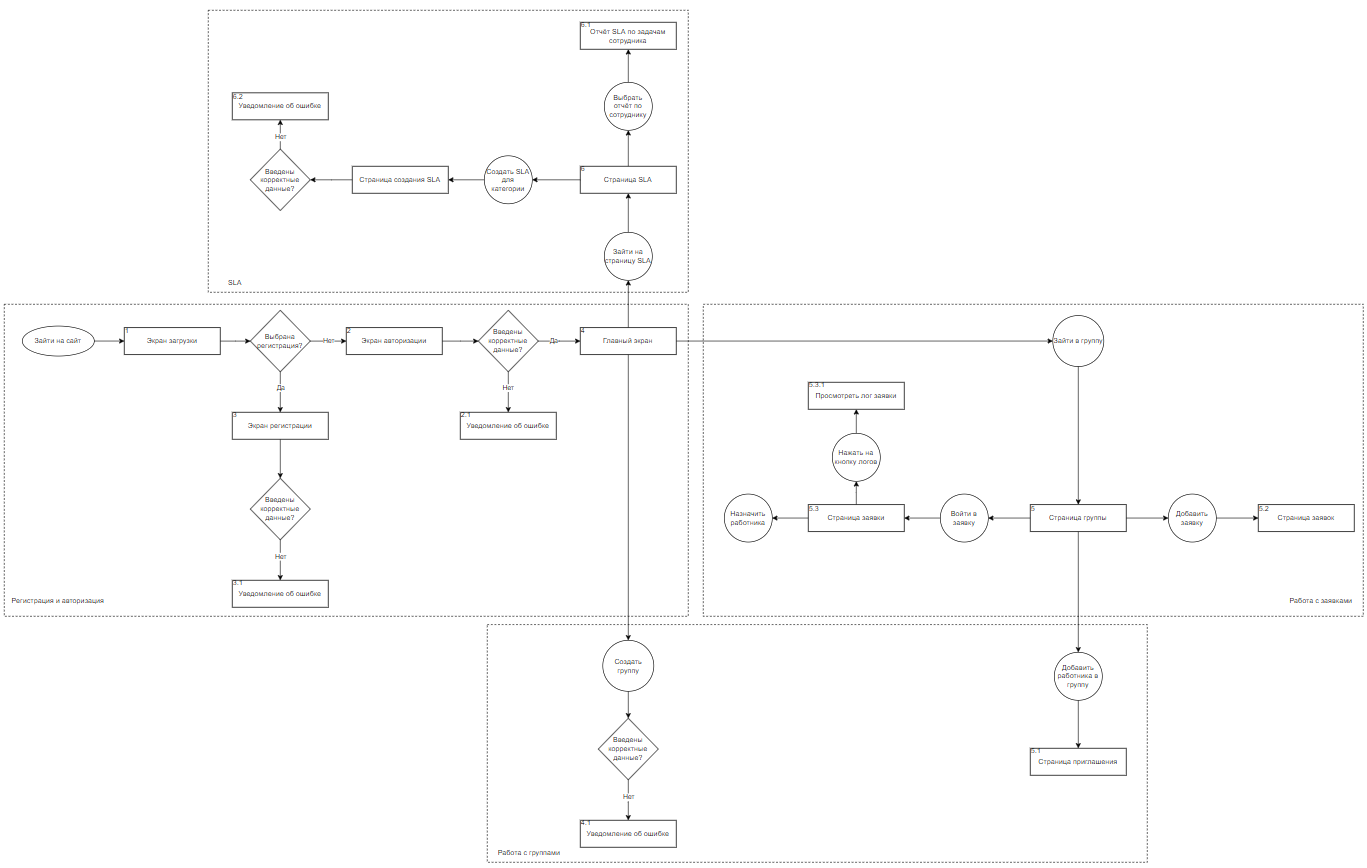 6.1
Отчёт SLA по задачам
сотрудника
Выбрать
отчёт по
сотруднику
6.2
Уведомление об ошибке
Нет
Введены
корректные
данные?
Страница создания SLA
Создать SLA
для
категории
6
Страница SLA
Зайти на
страницу SLA
SLA
Зайти на сайт
1
Экран загрузки
Выбрана
регистрация?
Нет
2
Экран авторизации
Введены
корректные
данные?
Да
4
Главный экран
Да
3
Экран регистрации
Нет
2.1
Уведомление об ошибке
Введены
корректные
данные?
Нет
3.1
Уведомление об ошибке
Регистрация и авторизация
Зайти в группу
5.3.1
Просмотреть лог заявки
Нажать на
кнопку логов
Назначить
работника
5.3
Страница заявки
Войти в
заявку
5
Страница группы
Добавить
заявку
5.2
Страница заявок
Работа с заявками
Создать
группу
Введены
корректные
данные?
Нет
4.1
Уведомление об ошибке
Добавить
работника в
группу
5.1
Страница приглашения
Работа с группами